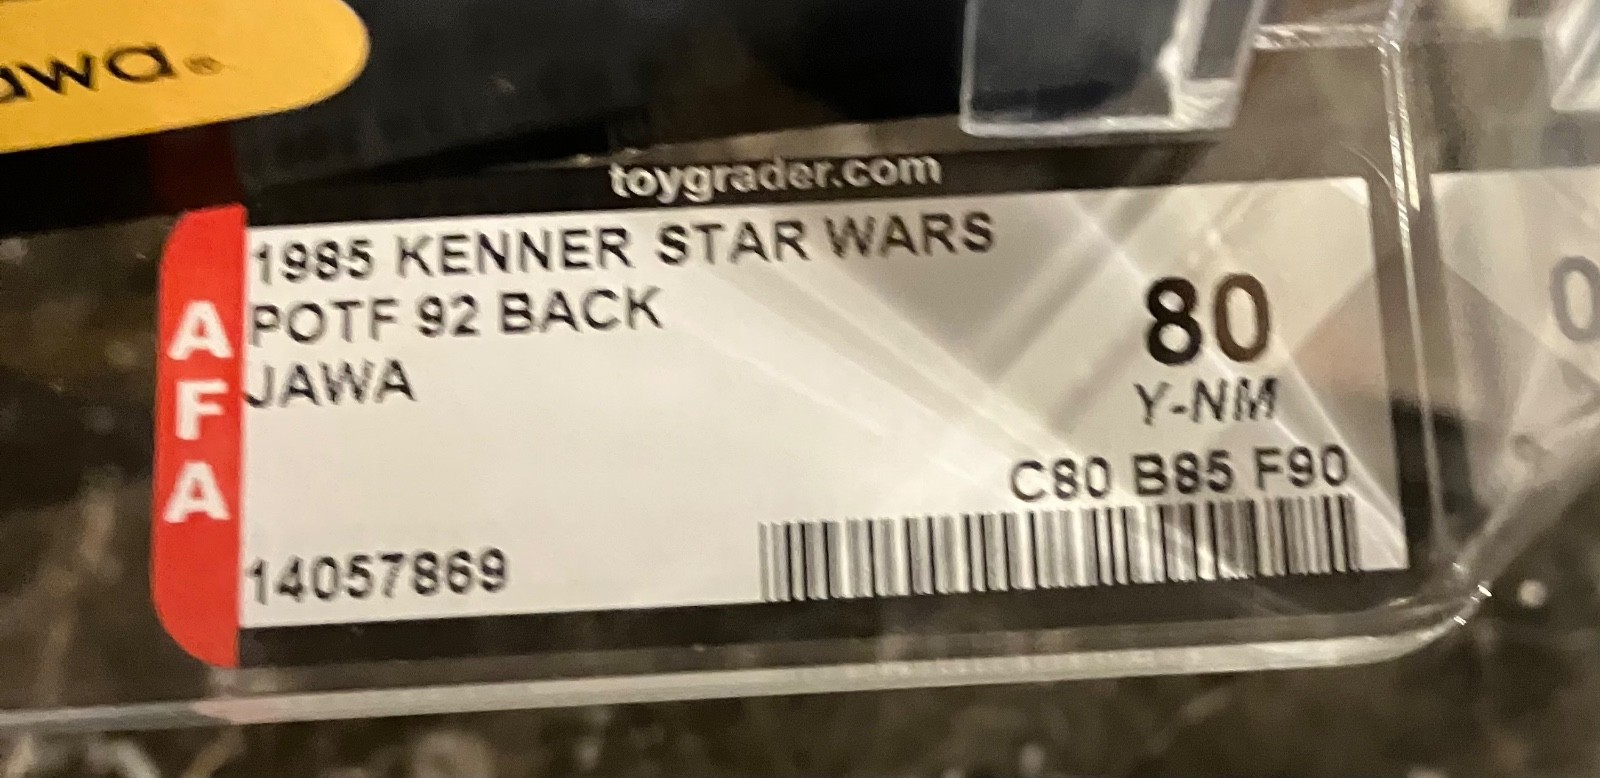 awa®
toygrader.com
1985 KENNER STAR WARS
POTF 92 BACK
JAWA
80
Y-NM
C80 B85 F90
14057869
AFA